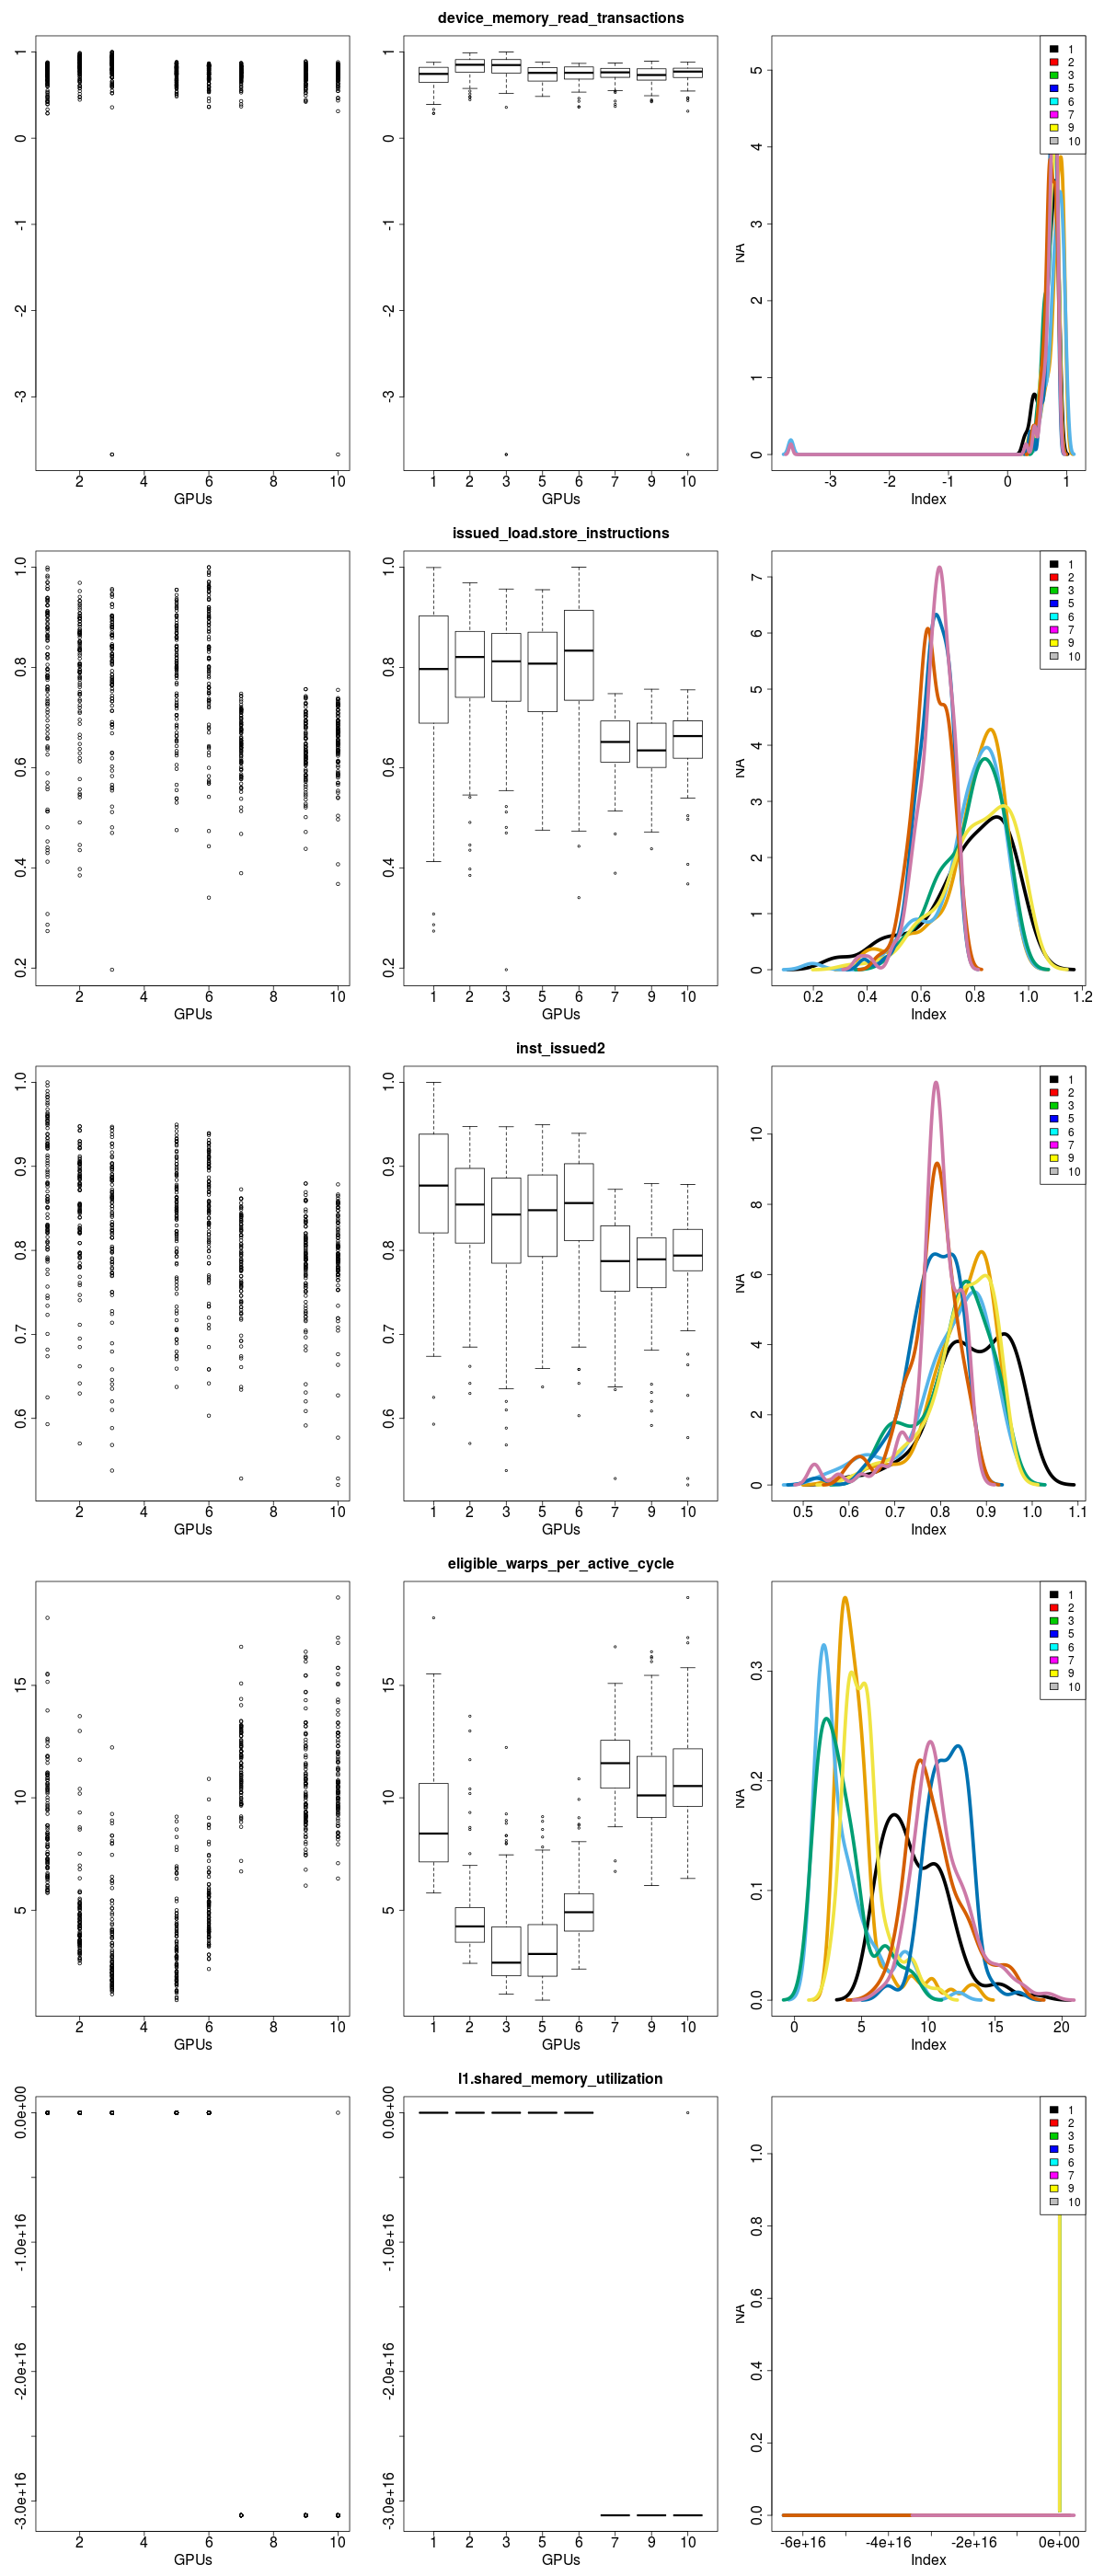 device_memory_read_transactions
1
0
-1
-2
-3
2 4 6 8 10
GPUs
1
0
-1
-2
-3
1 2 3 5 6 7 9 10
GPUs
5
4
3
2
1
0
NA
-3 -2 -1 0 1
Index
1
2
3
5
6
7
9
10
issued_load.store_instructions
1.0
0.8
0.6
0.4
0.2
2 4 6 8 10
GPUs
1.0
0.8
0.6
0.4
0.2
1 2 3 5 6 7 9 10
GPUs
7
6
5
4
3
2
1
0
NA
0.2 0.4 0.6 0.8 1.0 1.2
Index
1
2
3
5
6
7
9
10
inst_issued2
1.0
0.9
0.8
0.7
0.6
2 4 6 8 10
GPUs
1.0
0.9
0.8
0.7
0.6
1 2 3 5 6 7 9 10
GPUs
10
8
6
4
2
0
NA
0.5 0.6 0.7 0.8 0.9 1.0 1.1
Index
1
2
3
5
6
7
9
10
eligible_warps_per_active_cycle
15
10
5
2 4 6 8 10
GPUs
15
10
5
1 2 3 5 6 7 9 10
GPUs
0.3
0.2
0.1
0.0
NA
0 5 10 15 20
Index
1
2
3
5
6
7
9
10
l1.shared_memory_utilization
0.0e+00
-1.0e+16
-2.0e+16
-3.0e+16
2 4 6 8 10
GPUs
0.0e+00
-1.0e+16
-2.0e+16
-3.0e+16
1 2 3 5 6 7 9 10
GPUs
1.0
0.8
0.6
0.4
0.2
0.0
NA
-6e+16 -4e+16 -2e+16 0e+00
Index
1
2
3
5
6
7
9
10